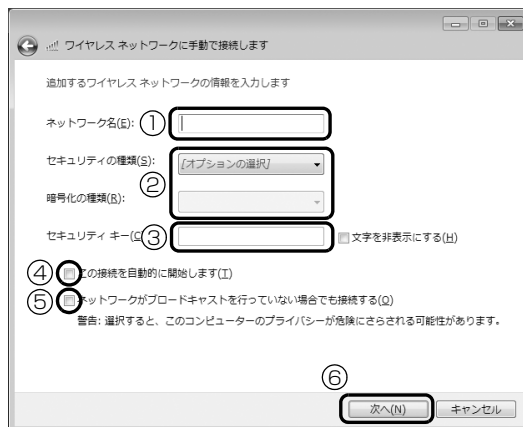 ワイヤレス ネットワークに手動で接続します
追加するワイヤレス ネットワークの情報を入力します
ネットワーク名(E): ①
セキュリティの種類(S): [オプションの選択]
②
暗号化の種類(R):
セキュリティ キー(C ③ 文字を非表示にする(H)
④ この接続を自動的に開始します(T)
⑤ ネットワークがブロードキャストを行っていない場合でも接続する(O)
警告: 選択すると、このコンピューターのプライバシーが危険にさらされる可能性があります。
⑥
次へ(N) キャンセル